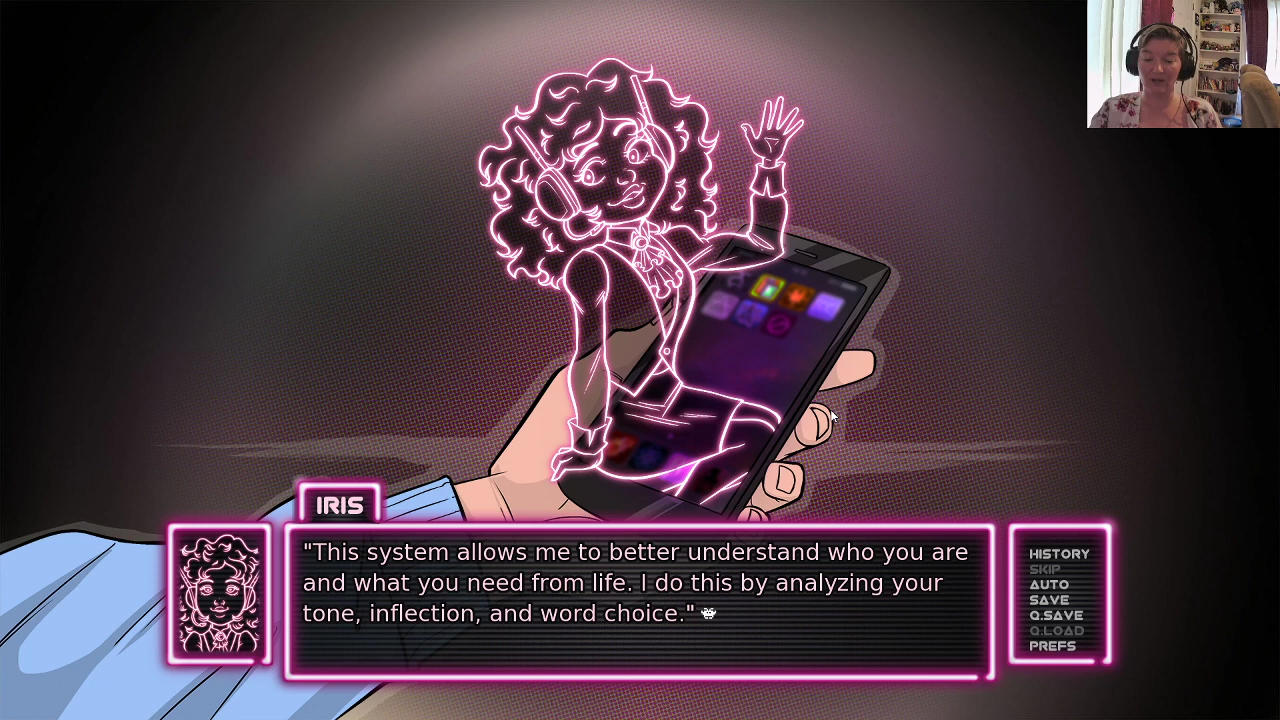 IRIS
"This system allows me to better understand who you are
and what you need from life. I do this by analyzing your
tone, inflection, and word choice."
HISTORY
SKIP
AUTO
SAVE
Q.SAVE
Q.LOAD
PREFS